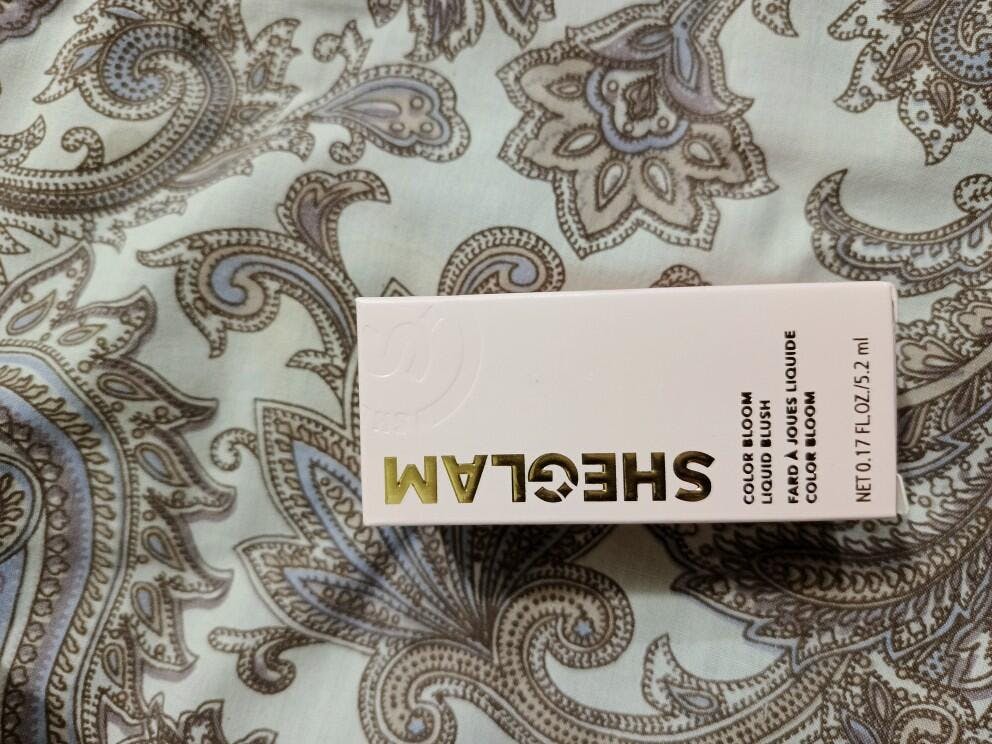 SHEGLAM
COLOR BLOOM
LIQUID BLUSH
FARD À JOUES LIQUIDE
COLOR BLOOM
NET 0.17 FL.OZ./5.2 ml